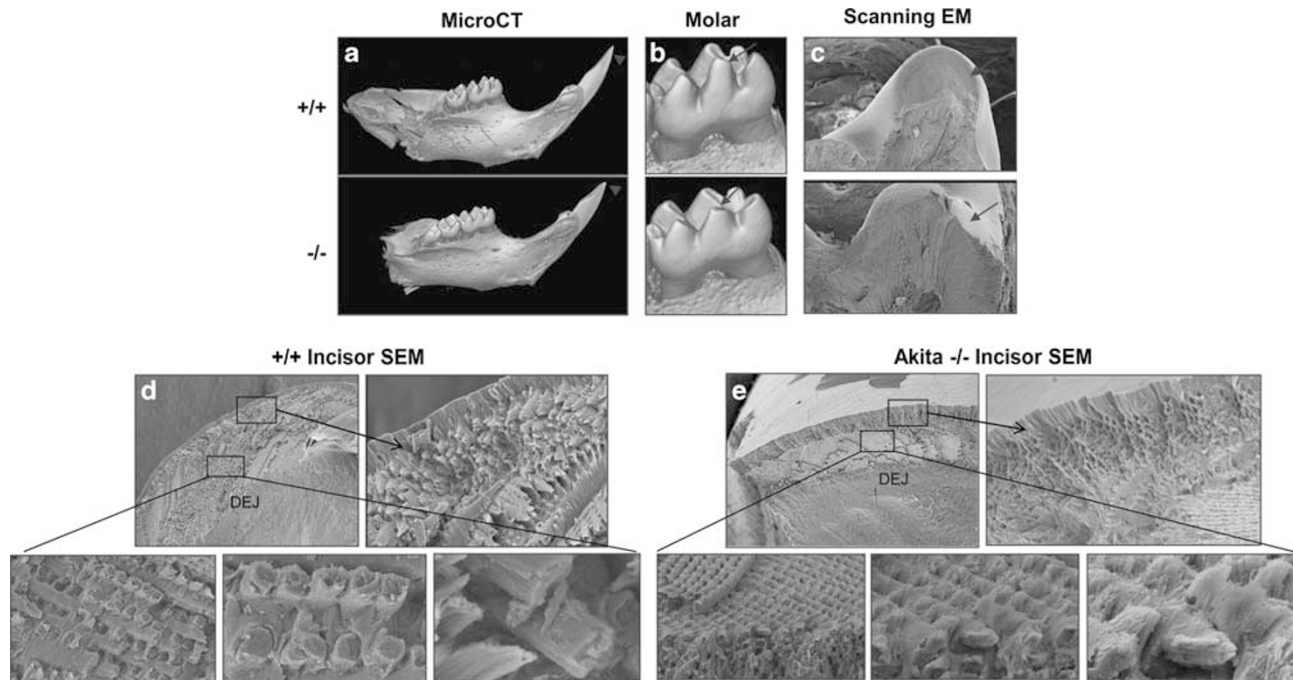 MicroCT
Molar
Scanning EM
a
b
c
+/+
-/-
+/+ Incisor SEM
Akita -/- Incisor SEM
d
DEJ
e
DEJ